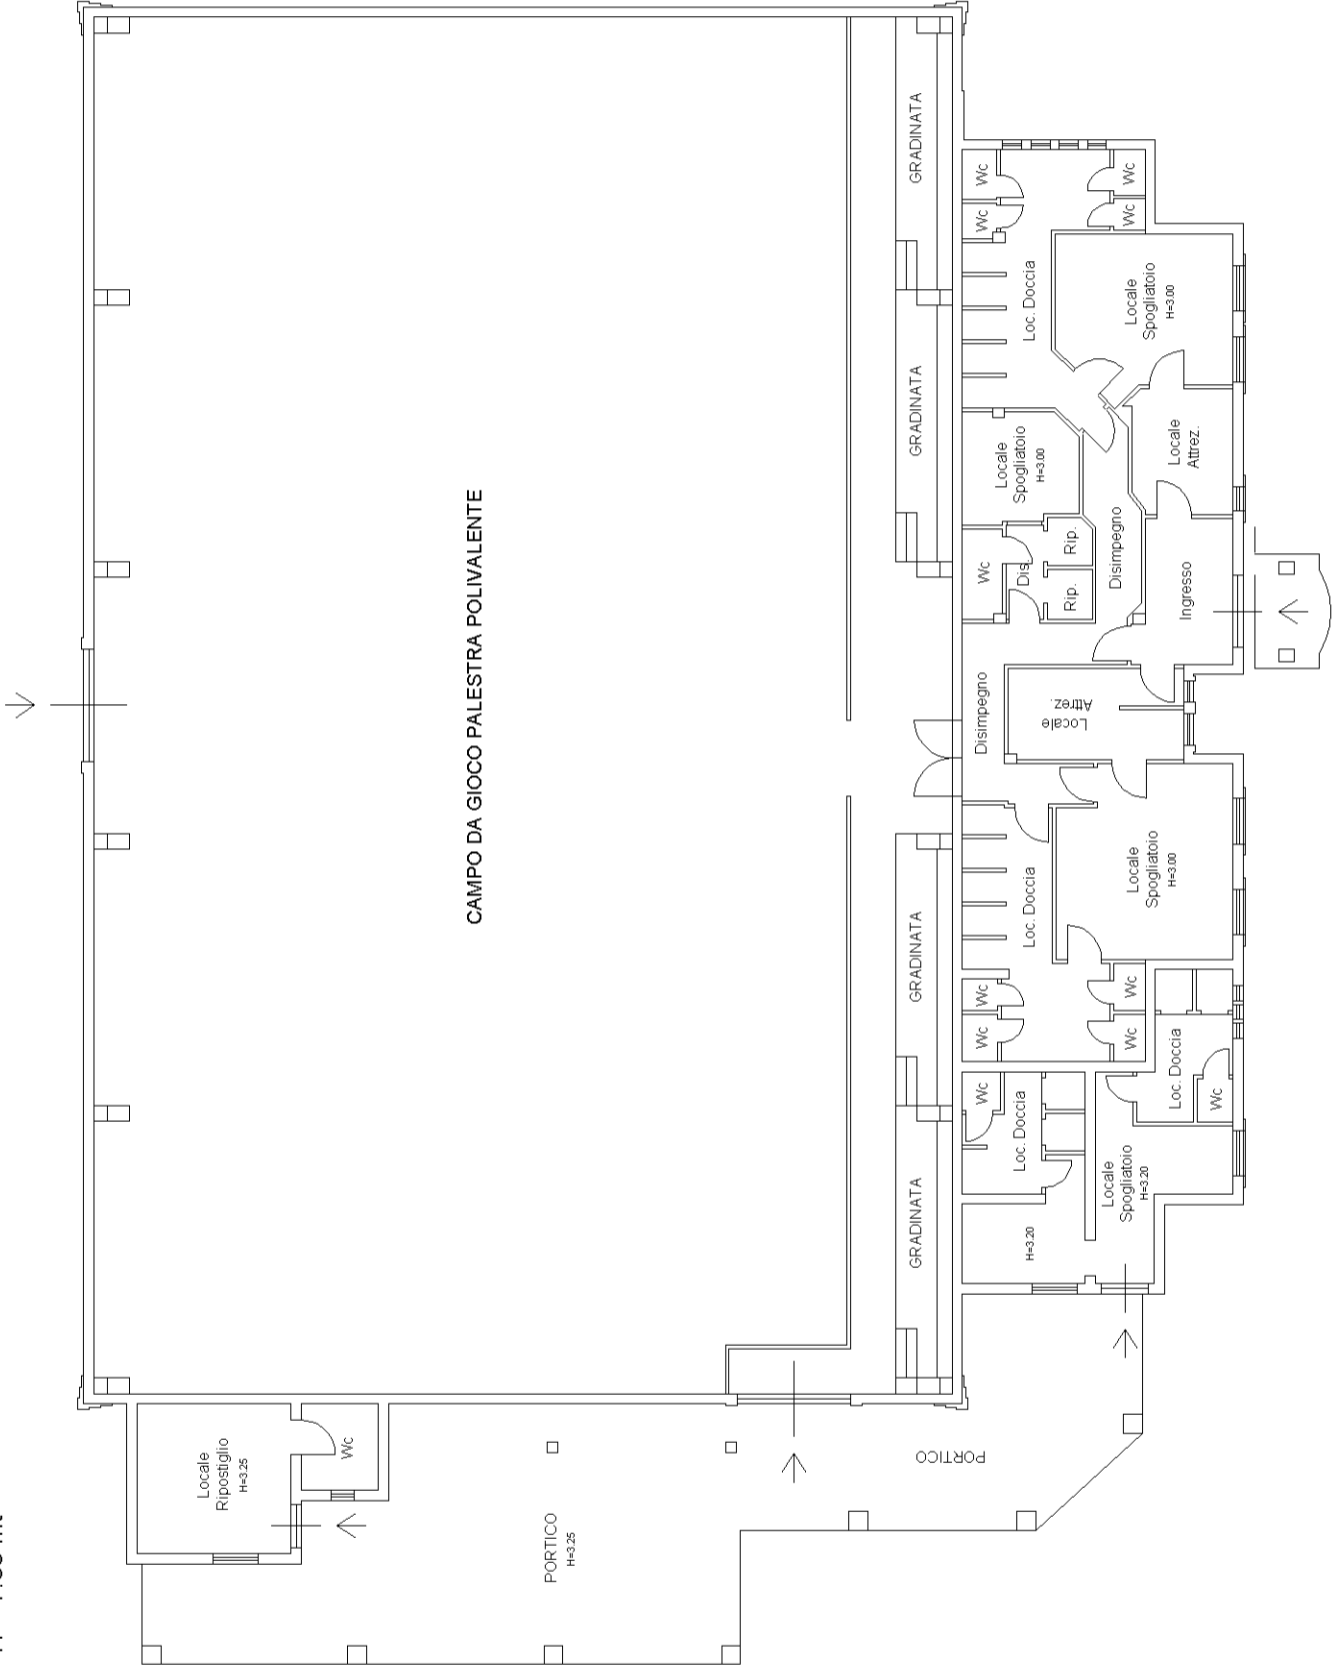 Locale
Ripostiglio
H=3.25
Wc
PORTICO
H=3.25
PORTICO
CAMPO DA GIOCO PALESTRA POLIVALENTE
GRADINATA
GRADINATA
GRADINATA
GRADINATA
Wc
Loc. Doccia
H=3.20
Locale
Spogliatoio
H=3.20
Loc. Doccia
Wc
Wc
Wc
Wc
Wc
Loc. Doccia
Locale
Spogliatoio
H=3.00
Disimpegno
Locale
Attrez.
Wc
Dis.
Rip.
Rip.
Disimpegno
Ingresso
Locale
Spogliatoio
H=3.00
Locale
Attrez.
Loc. Doccia
Wc
Wc
Wc
Wc
Locale
Spogliatoio
H=3.00